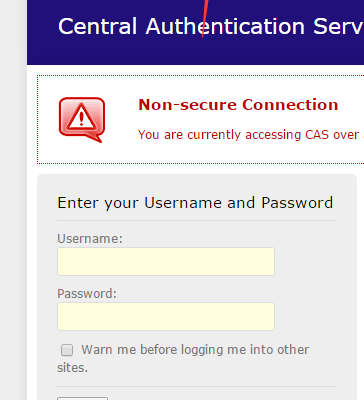 Central Authentication Serv
Non-secure Connection
You are currently accessing CAS over
Enter your Username and Password
Username:
Password:
Warn me before logging me into other
sites.